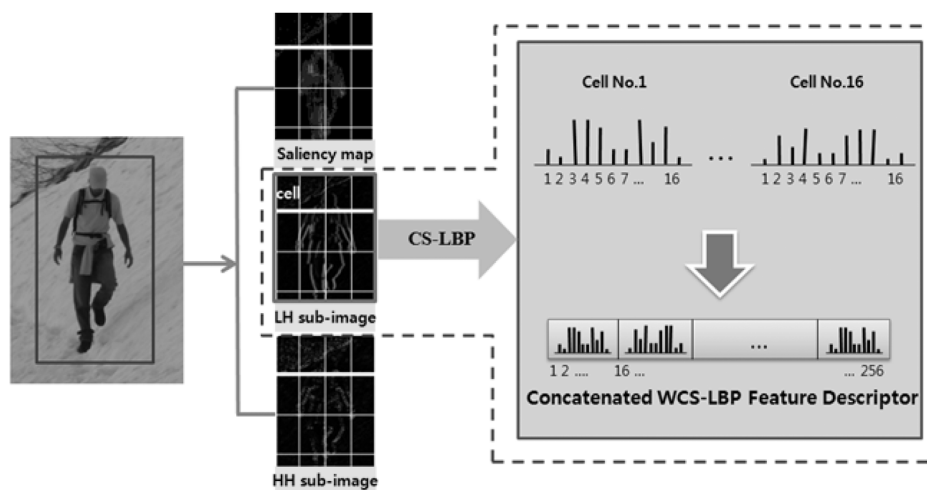 Saliency map
cell
LH sub-image
HH sub-image
CS-LBP
Cell No.1
Cell No.16
1 2 3 4 5 6 7 ... 16
...
1 2 3 4 5 6 7 ... 16
...
1 2 .... 16 ... ... 256
Concatenated WCS-LBP Feature Descriptor